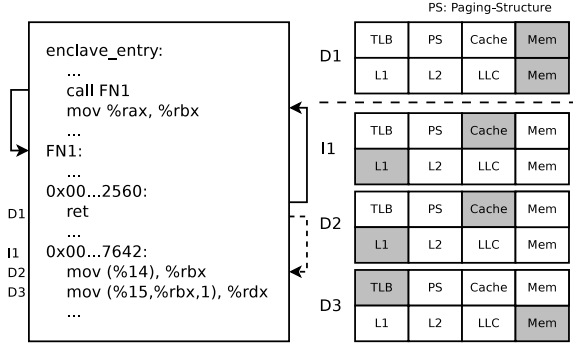 PS: Paging-Structure
enclave_entry:
...
call FN1
mov %rax, %rbx
...
FN1:
...
0x00...2560:
D1 ret
...
I1 0x00...7642:
D2 mov (%14), %rbx
D3 mov (%15,%rbx,1), %rdx
...
D1
TLB PS Cache Mem
L1 L2 LLC Mem
I1
TLB PS Cache Mem
L1 L2 LLC Mem
D2
TLB PS Cache Mem
L1 L2 LLC Mem
D3
TLB PS Cache Mem
L1 L2 LLC Mem